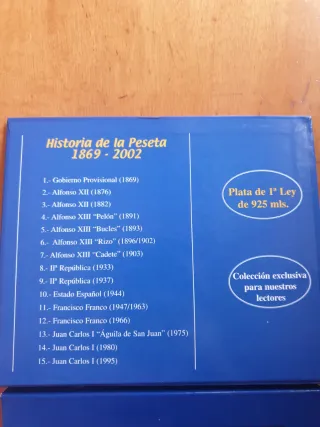 Historia de la Peseta
1869 - 2002
1.- Gobierno Provisional (1869)
2.- Alfonso XII (1876)
3.- Alfonso XII (1882)
4.- Alfonso XIII "Pelón" (1891)
5.- Alfonso XIII "Bucles" (1893)
6.- Alfonso XIII "Rizo" (1896/1902)
7.- Alfonso XIII "Cadete" (1903)
8.- IIª República (1933)
9.- IIª República (1937)
10.- Estado Español (1944)
11.- Francisco Franco (1947/1963)
12.- Francisco Franco (1966)
13.- Juan Carlos I "Águila de San Juan" (1975)
14.- Juan Carlos I (1980)
15.- Juan Carlos I (1995)
Plata de 1ª Ley
de 925 mls.
Colección exclusiva
para nuestros
lectores